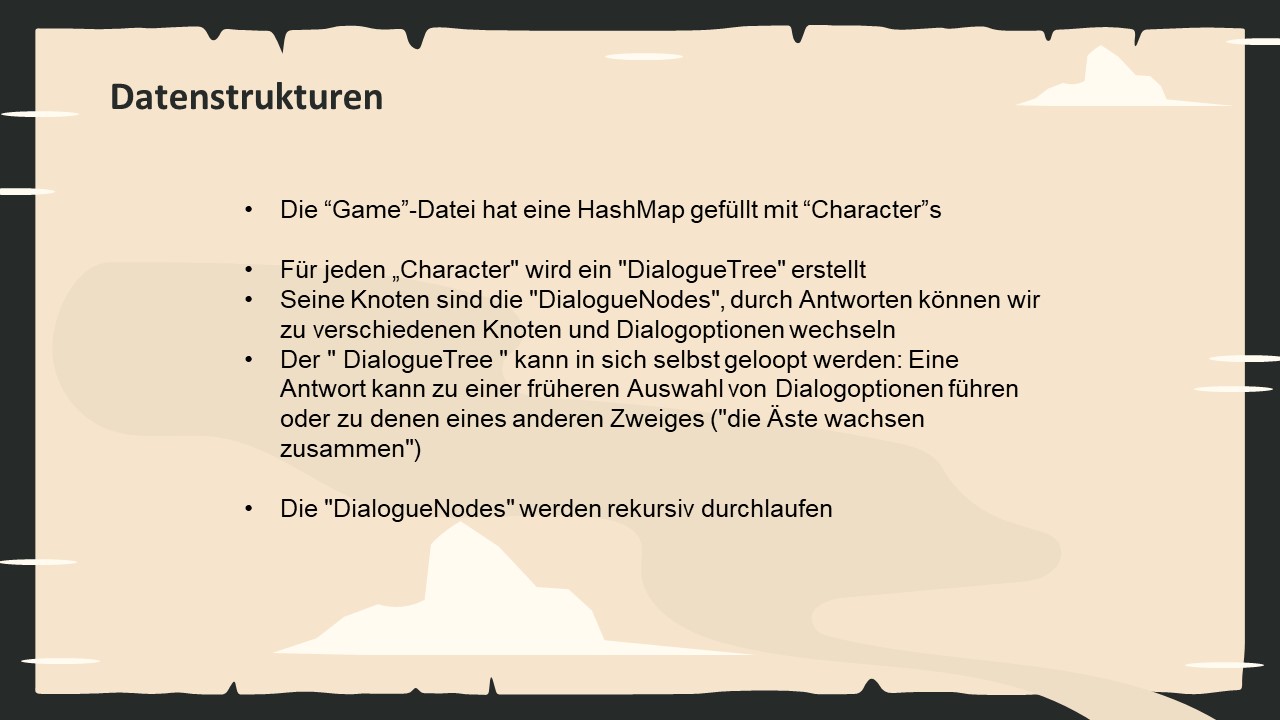 Datenstrukturen
• Die “Game”-Datei hat eine HashMap gefüllt mit “Character”s
• Für jeden „Character" wird ein "DialogueTree" erstellt
• Seine Knoten sind die "DialogueNodes", durch Antworten können wir
zu verschiedenen Knoten und Dialogoptionen wechseln
• Der " DialogueTree " kann in sich selbst geloopt werden: Eine
Antwort kann zu einer früheren Auswahl von Dialogoptionen führen
oder zu denen eines anderen Zweiges ("die Äste wachsen
zusammen")
• Die "DialogueNodes" werden rekursiv durchlaufen